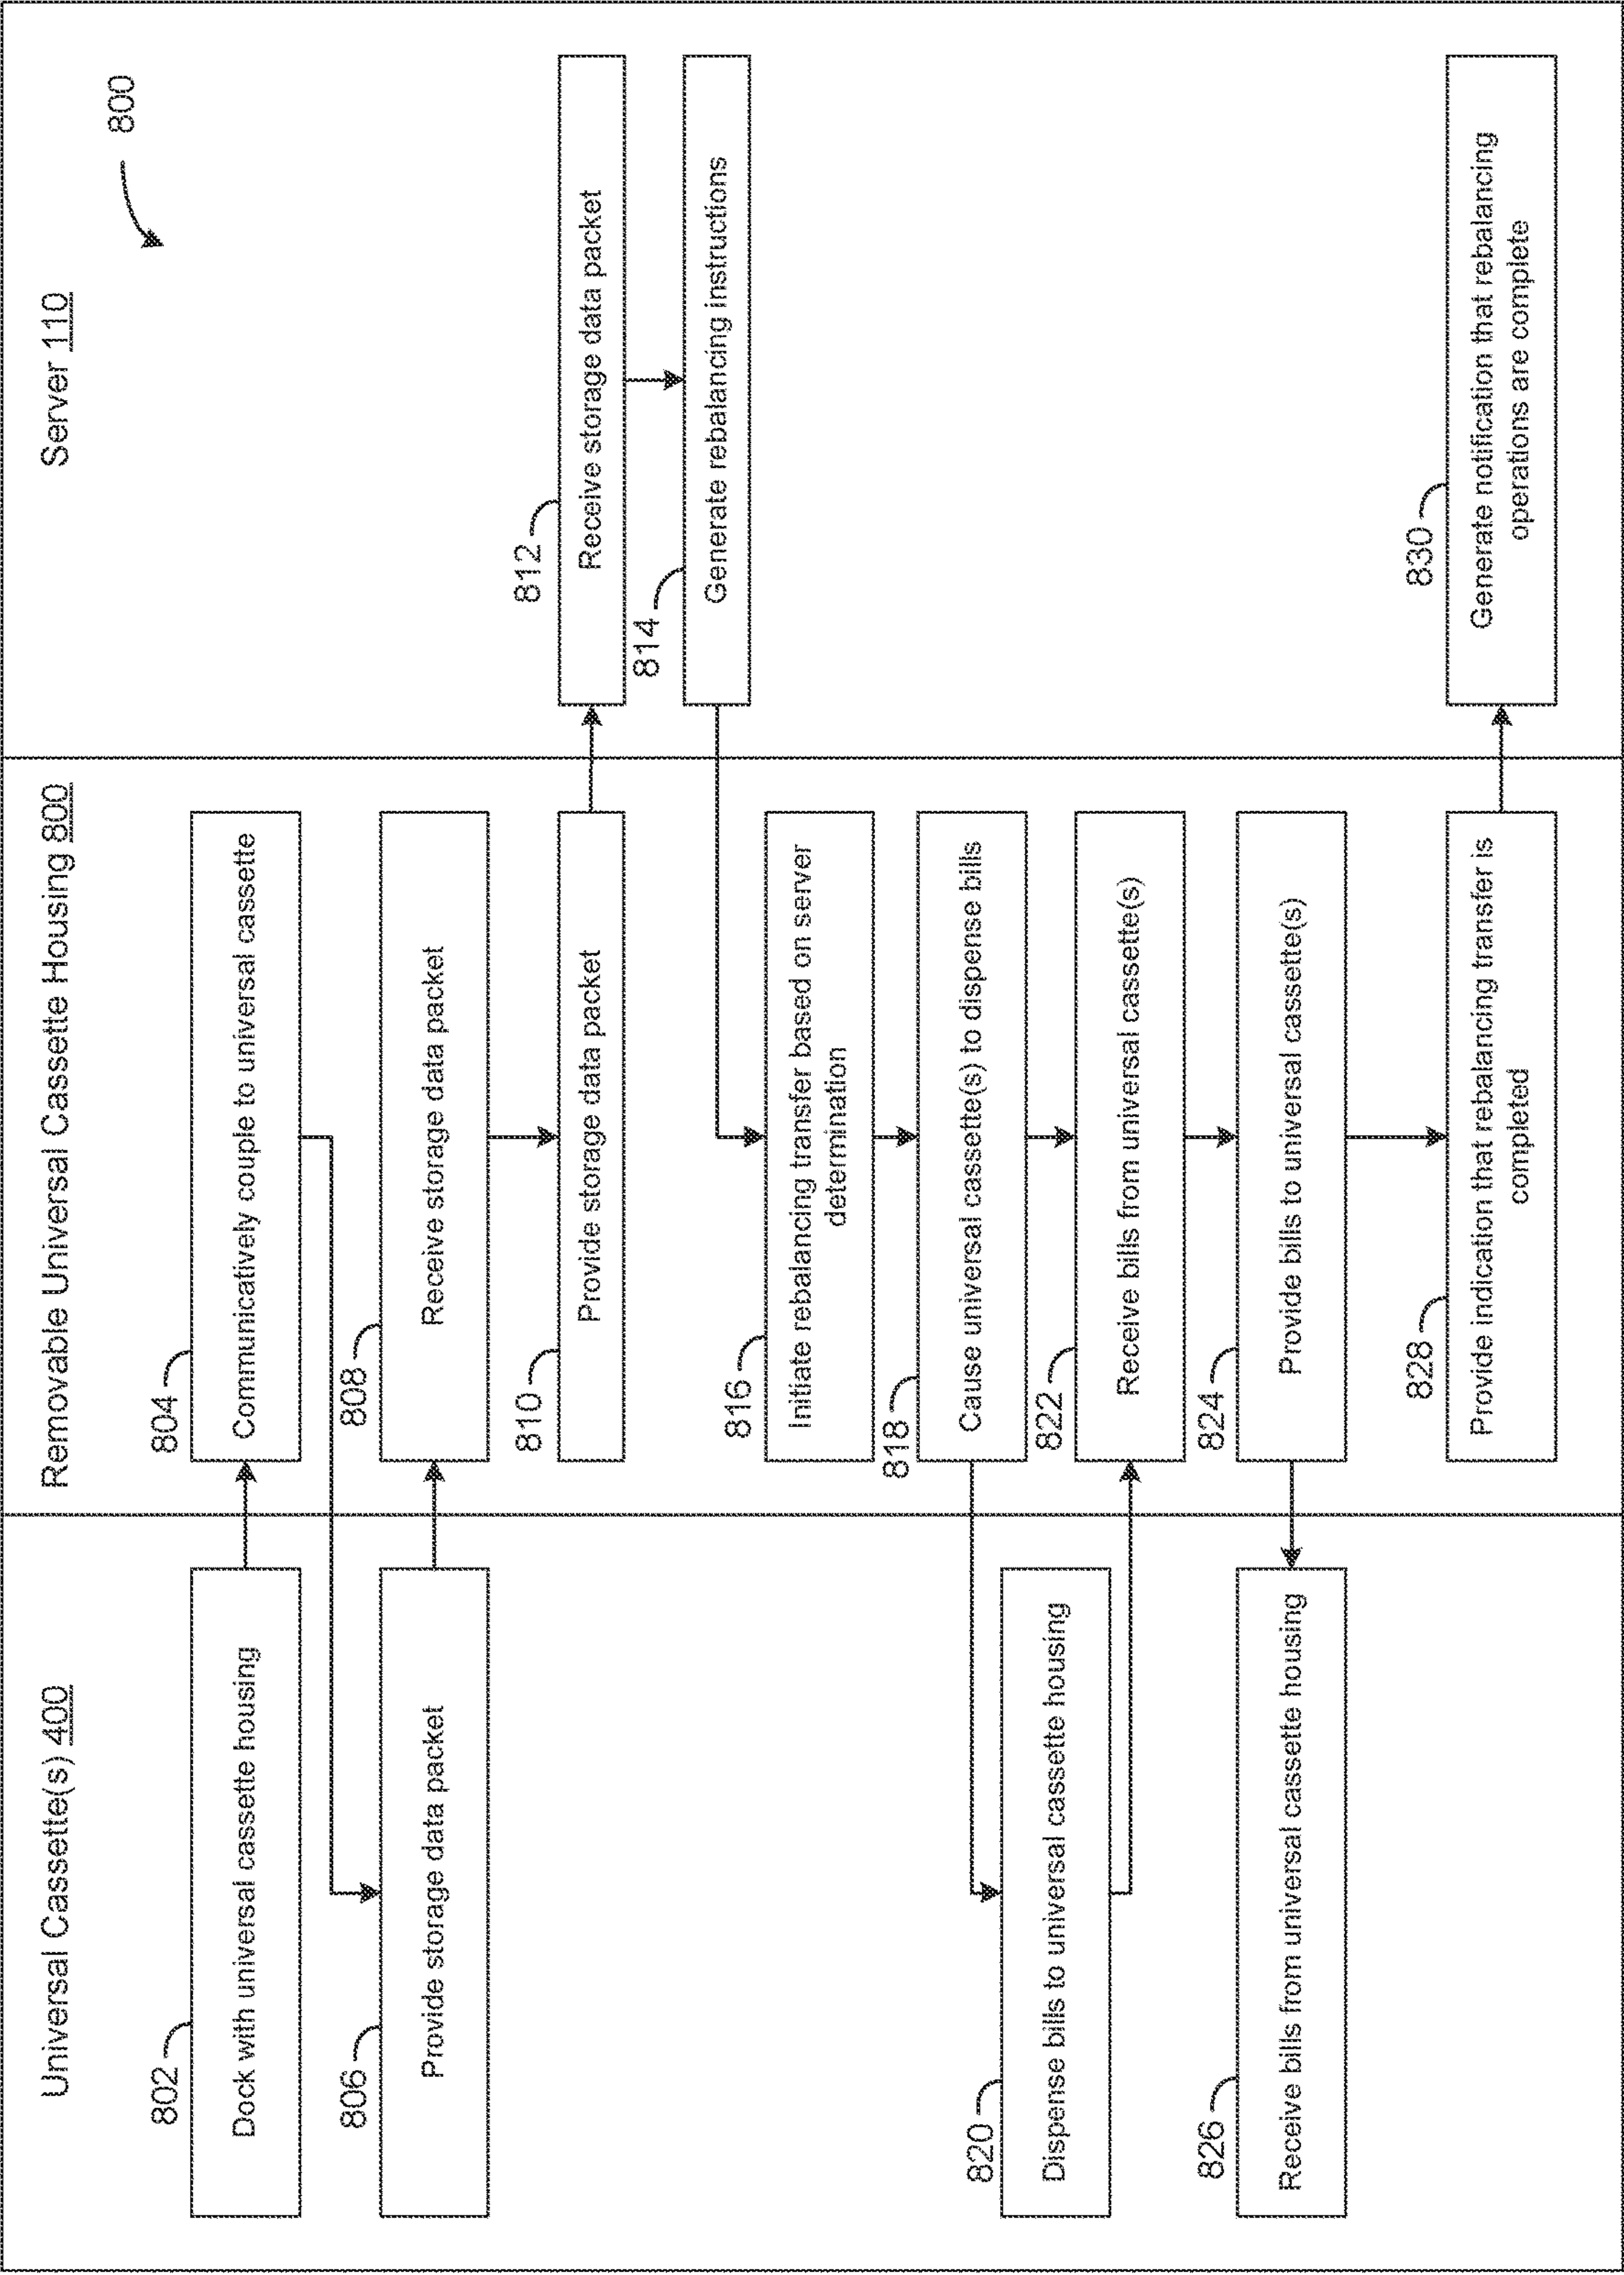 800
Universal Cassette(s) 400
Removable Universal Cassette Housing 800
Server 110
802
Dock with universal cassette housing
804
Communicatively couple to universal cassette
806
Provide storage data packet
808
Receive storage data packet
810
Provide storage data packet
812
Receive storage data packet
814
Generate rebalancing instructions
816
Initiate rebalancing transfer based on server
determination
818
Cause universal cassette(s) to dispense bills
820
Dispense bills to universal cassette housing
822
Receive bills from universal cassette(s)
824
Provide bills to universal cassette(s)
826
Receive bills from universal cassette housing
828
Provide indication that rebalancing transfer is
completed
830
Generate notification that rebalancing
operations are complete